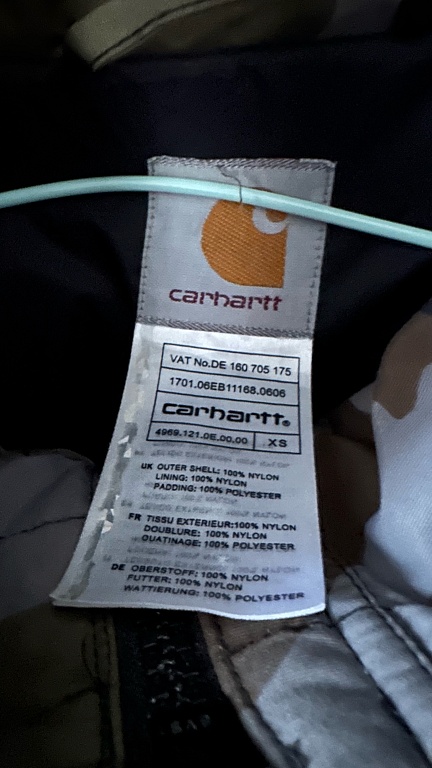 carhartt
VAT No.DE 160 705 175
1701.06EB11168.0606
carhartt®
4969.121.0E.00.00 XS
UK OUTER SHELL: 100% NYLON
LINING: 100% NYLON
PADDING: 100% POLYESTER
FR TISSU EXTERIEUR:100% NYLON
DOUBLURE: 100% NYLON
OUATINAGE: 100% POLYESTER
DE OBERSTOFF: 100% NYLON
FUTTER: 100% NYLON
WATTIERUNG: 100% POLYESTER